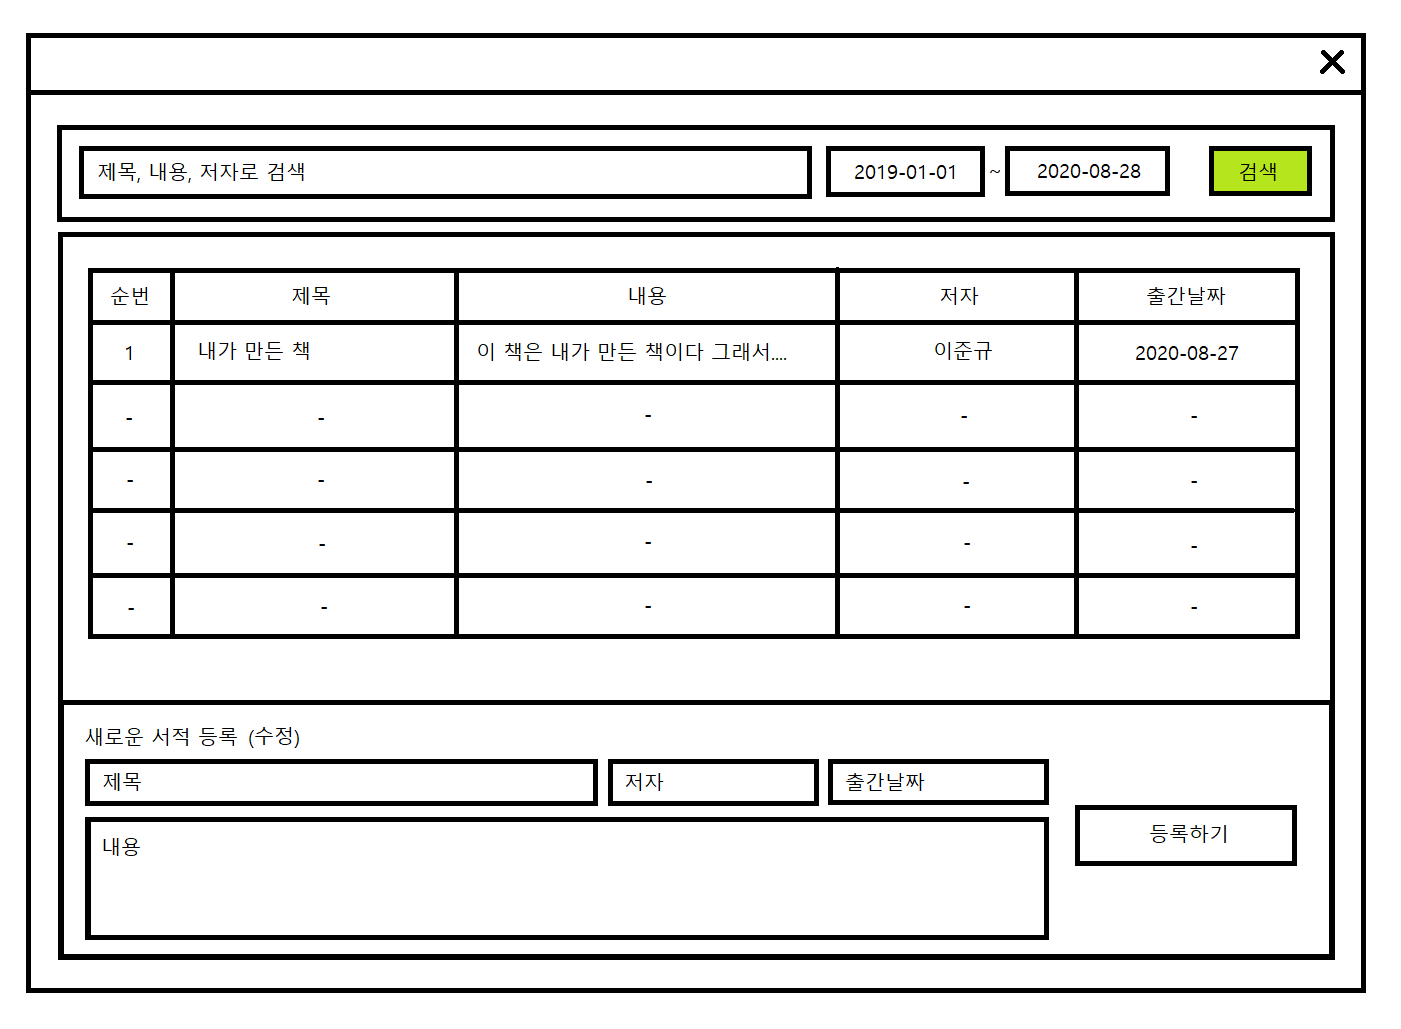 제목, 내용, 저자로 검색 2019-01-01 ~ 2020-08-28 검색
순번 제목 내용 저자 출간날짜
1 내가 만든 책 이 책은 내가 만든 책이다 그래서.... 이준규 2020-08-27
- - - - -
- - - - -
- - - - -
- - - - -
새로운 서적 등록 (수정)
제목 저자 출간날짜
등록하기
내용